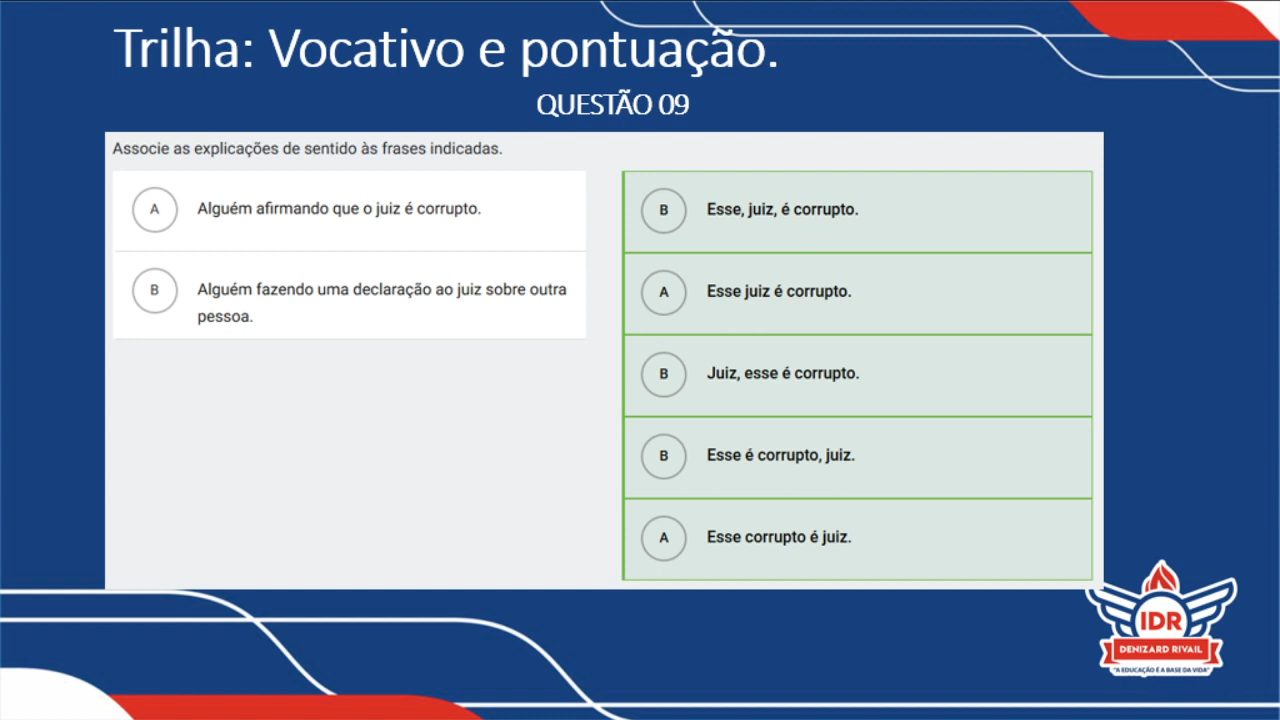 Trilha: Vocativo e pontuação.
QUESTÃO 09
Associe as explicações de sentido às frases indicadas.
A Alguém afirmando que o juiz é corrupto.
B Alguém fazendo uma declaração ao juiz sobre outra
pessoa.
B Esse, juiz, é corrupto.
A Esse juiz é corrupto.
B Juiz, esse é corrupto.
B Esse é corrupto, juiz.
A Esse corrupto é juiz.
IDR
DENIZARD RIVAIL
"A EDUCAÇÃO É A BASE DA VIDA"